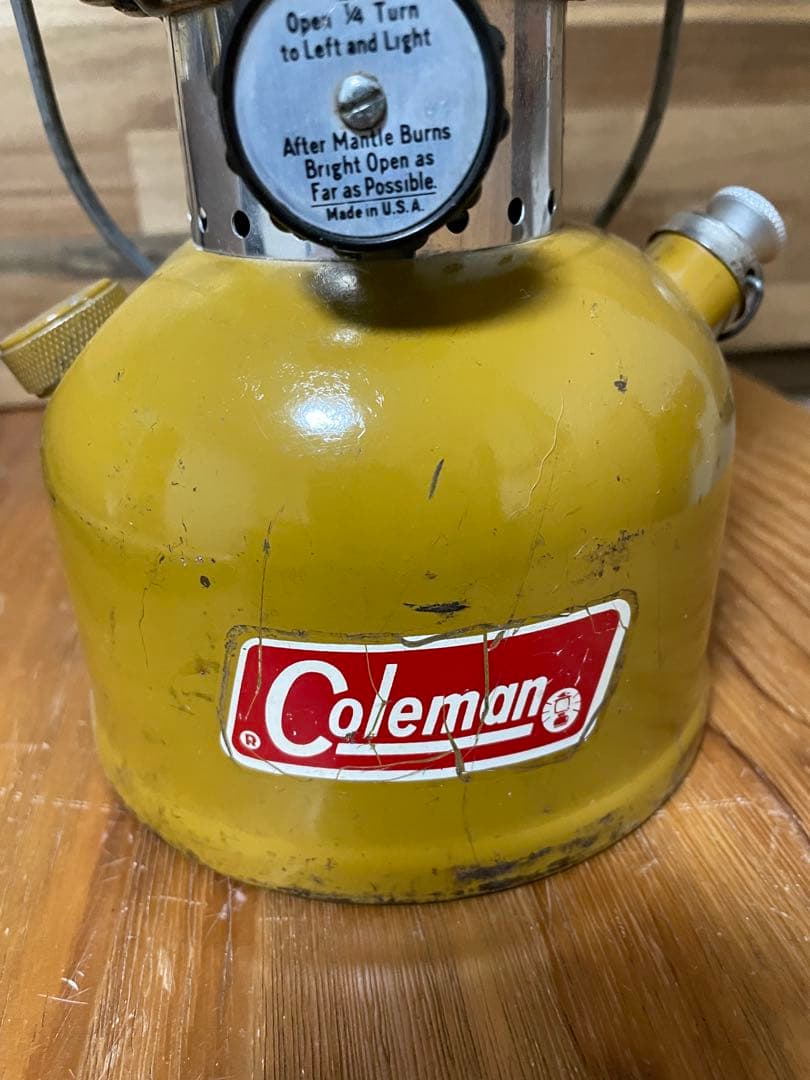 Open ¼ Turn
to Left and Light
After Mantle Burns
Bright Open as
Far as Possible.
Made in U.S.A.
® Coleman